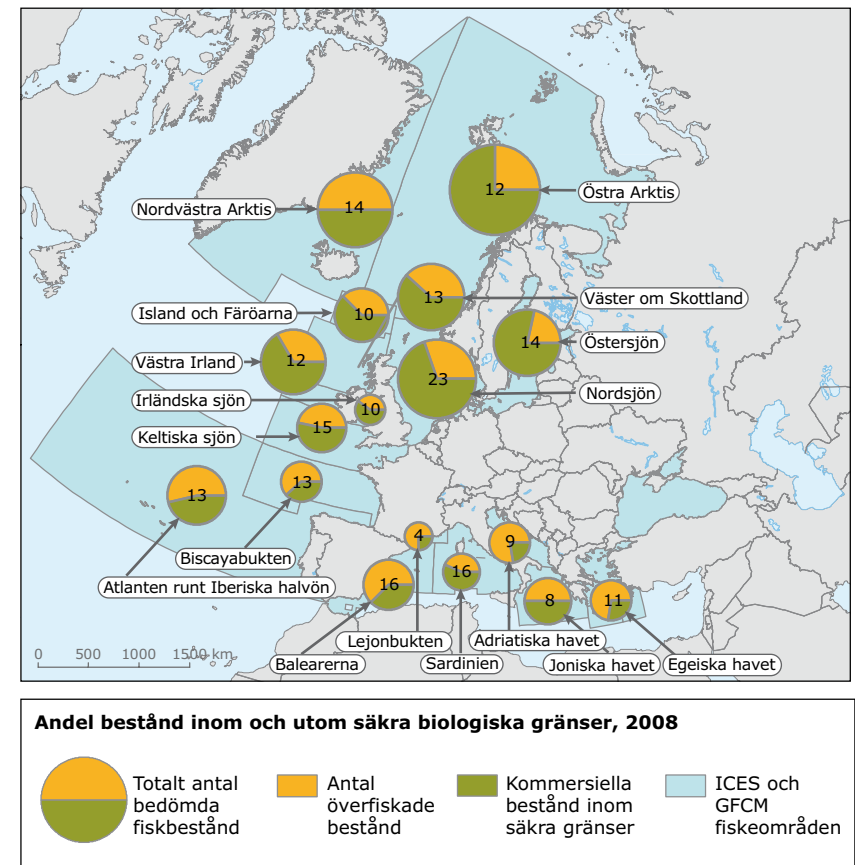 12
Östra Arktis
14
Nordvästra Arktis
13
Väster om Skottland
Island och Färöarna
10
14
Östersjön
12
Västra Irland
23
Nordsjön
Irländska sjön
10
15
Keltiska sjön
13
13
Biscayabukten
Atlanten runt Iberiska halvön
4
9
16
16
8
11
Lejonbukten
Adriatiska havet
Balearerna
Sardinien
Joniska havet
Egeiska havet
0 500 1000 1500 km
Andel bestånd inom och utom säkra biologiska gränser, 2008
Totalt antal
bedömda
fiskbestånd
Antal
överfiskade
bestånd
Kommersiella
bestånd inom
säkra gränser
ICES och
GFCM
fiskeområden